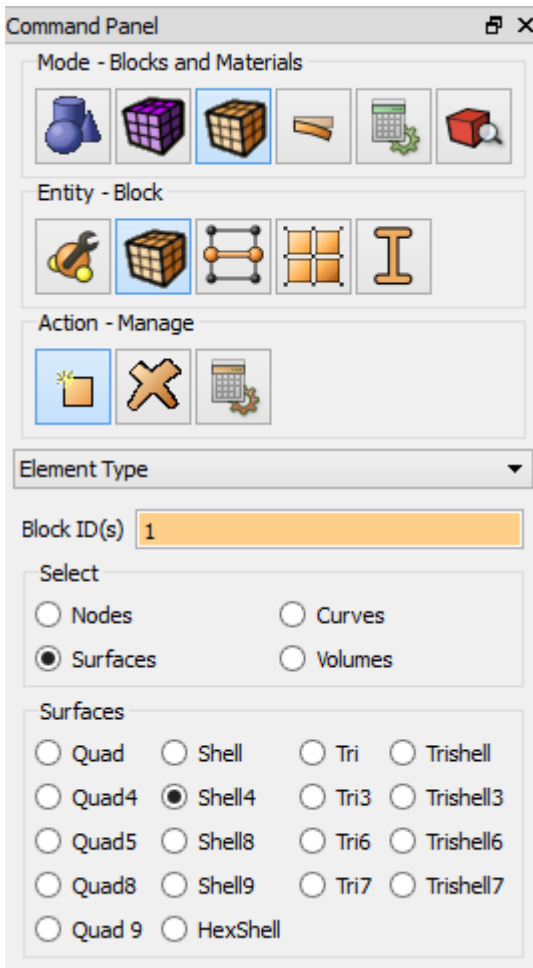 Command Panel
Mode - Blocks and Materials
Entity - Block
Action - Manage
Element Type
Block ID(s) 1
Select
Nodes Curves
Surfaces Volumes
Surfaces
Quad Shell Tri Trishell
Quad4 Shell4 Tri3 Trishell3
Quad5 Shell8 Tri6 Trishell6
Quad8 Shell9 Tri7 Trishell7
Quad 9 HexShell